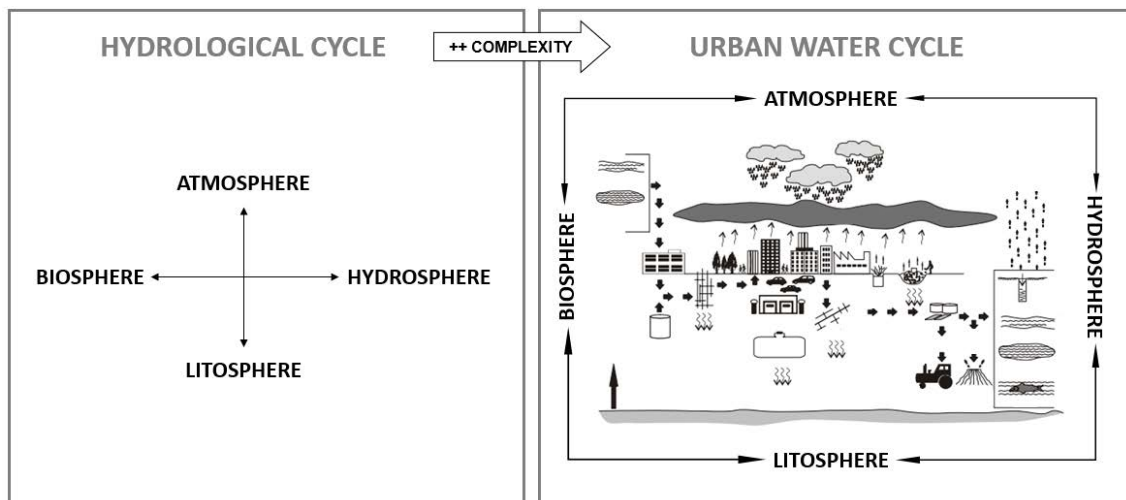 HYDROLOGICAL CYCLE
++ COMPLEXITY
URBAN WATER CYCLE
ATMOSPHERE
BIOSPHERE
HYDROSPHERE
LITOSPHERE
ATMOSPHERE
BIOSPHERE
HYDROSPHERE
LITOSPHERE